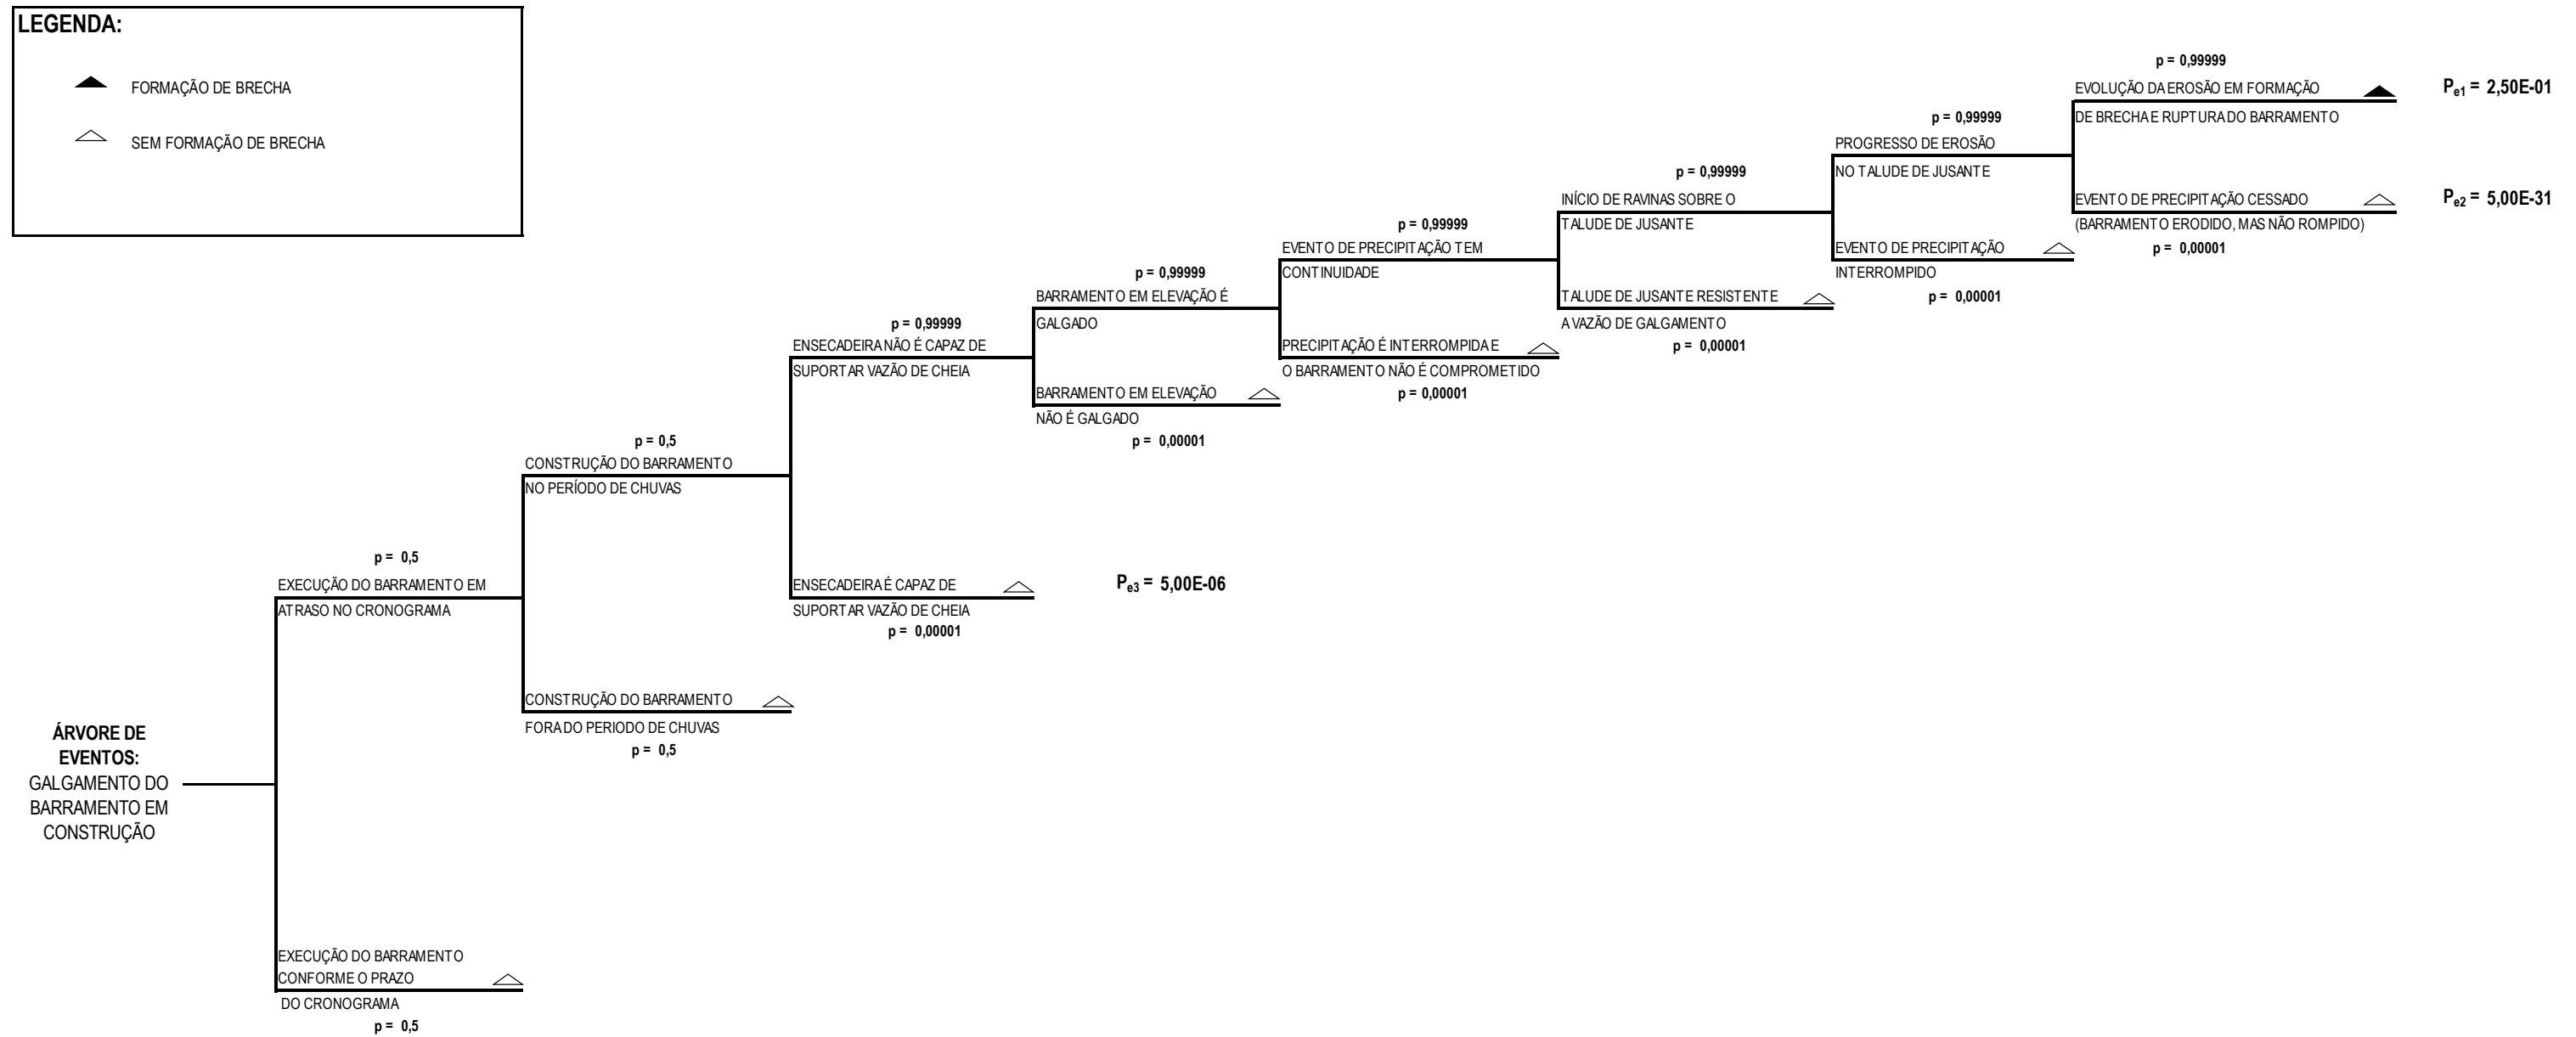 LEGENDA:
FORMAÇÃO DE BRECHA
SEM FORMAÇÃO DE BRECHA
p = 0,99999
EVOLUÇÃO DA EROSÃO EM FORMAÇÃO
DE BRECHA E RUPTURA DO BARRAMENTO
Pe1 = 2,50E-01
p = 0,99999
PROGRESSO DE EROSÃO
NO TALUDE DE JUSANTE
EVENTO DE PRECIPITAÇÃO CESSADO
(BARRAMENTO ERODIDO, MAS NÃO ROMPIDO)
p = 0,00001
Pe2 = 5,00E-31
p = 0,99999
INÍCIO DE RAVINAS SOBRE O
TALUDE DE JUSANTE
EVENTO DE PRECIPITAÇÃO
INTERROMPIDO
p = 0,00001
p = 0,99999
EVENTO DE PRECIPITAÇÃO TEM
CONTINUIDADE
TALUDE DE JUSANTE RESISTENTE
A VAZÃO DE GALGAMENTO
p = 0,00001
p = 0,99999
BARRAMENTO EM ELEVAÇÃO É
GALGADO
PRECIPITAÇÃO É INTERROMPIDA E
O BARRAMENTO NÃO É COMPROMETIDO
p = 0,00001
p = 0,99999
ENSECADEIRA NÃO É CAPAZ DE
SUPORTAR VAZÃO DE CHEIA
BARRAMENTO EM ELEVAÇÃO
NÃO É GALGADO
p = 0,00001
p = 0,5
CONSTRUÇÃO DO BARRAMENTO
NO PERÍODO DE CHUVAS
ENSECADEIRA É CAPAZ DE
SUPORTAR VAZÃO DE CHEIA
p = 0,00001
Pe3 = 5,00E-06
p = 0,5
EXECUÇÃO DO BARRAMENTO EM
ATRASO NO CRONOGRAMA
CONSTRUÇÃO DO BARRAMENTO
FORA DO PERIODO DE CHUVAS
p = 0,5
ÁRVORE DE
EVENTOS:
GALGAMENTO DO
BARRAMENTO EM
CONSTRUÇÃO
EXECUÇÃO DO BARRAMENTO
CONFORME O PRAZO
DO CRONOGRAMA
p = 0,5